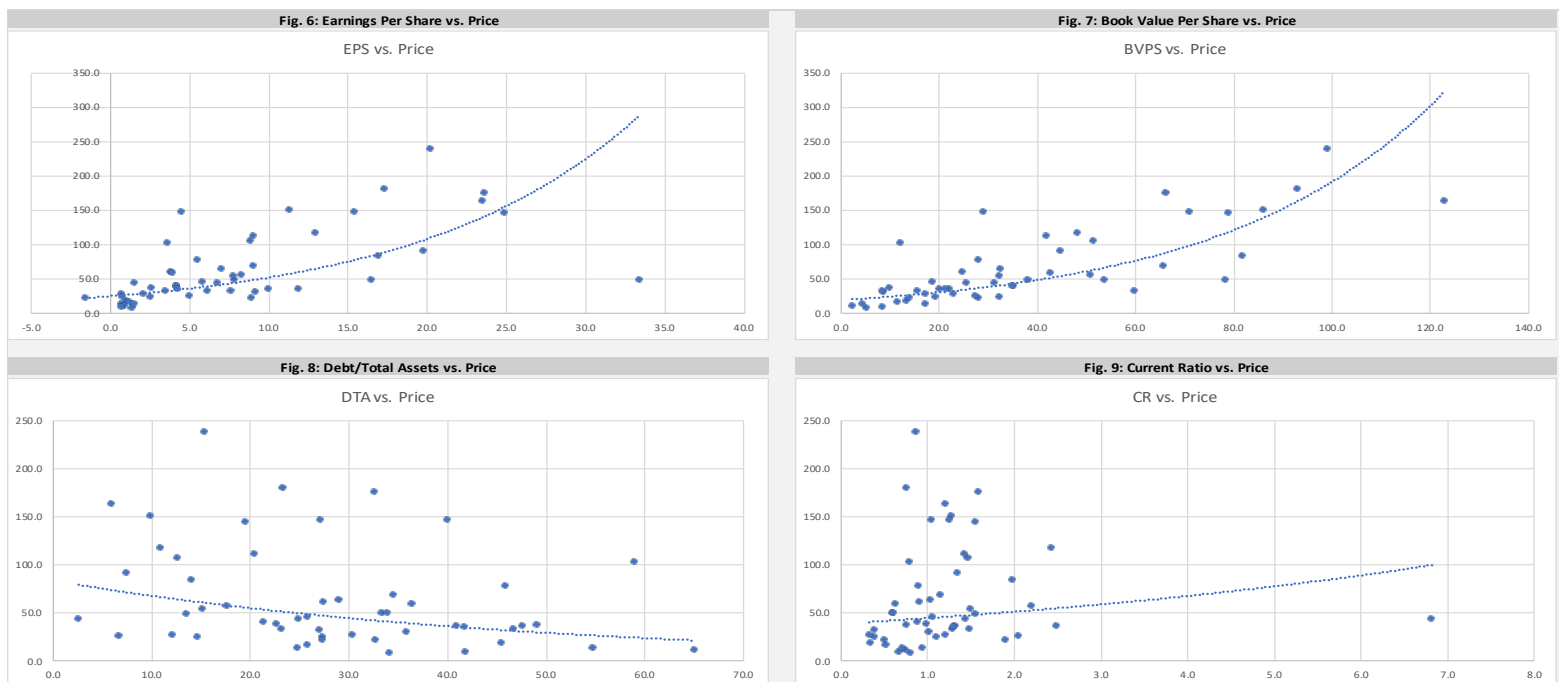 Fig. 6: Earnings Per Share vs. Price
EPS vs. Price
350.0
300.0
250.0
200.0
150.0
100.0
50.0
0.0
-5.0 0.0 5.0 10.0 15.0 20.0 25.0 30.0 35.0 40.0
Fig. 7: Book Value Per Share vs. Price
BVPS vs. Price
350.0
300.0
250.0
200.0
150.0
100.0
50.0
0.0
0.0 20.0 40.0 60.0 80.0 100.0 120.0 140.0
Fig. 8: Debt/Total Assets vs. Price
DTA vs. Price
250.0
200.0
150.0
100.0
50.0
0.0
0.0 10.0 20.0 30.0 40.0 50.0 60.0 70.0
Fig. 9: Current Ratio vs. Price
CR vs. Price
250.0
200.0
150.0
100.0
50.0
0.0
0.0 1.0 2.0 3.0 4.0 5.0 6.0 7.0 8.0